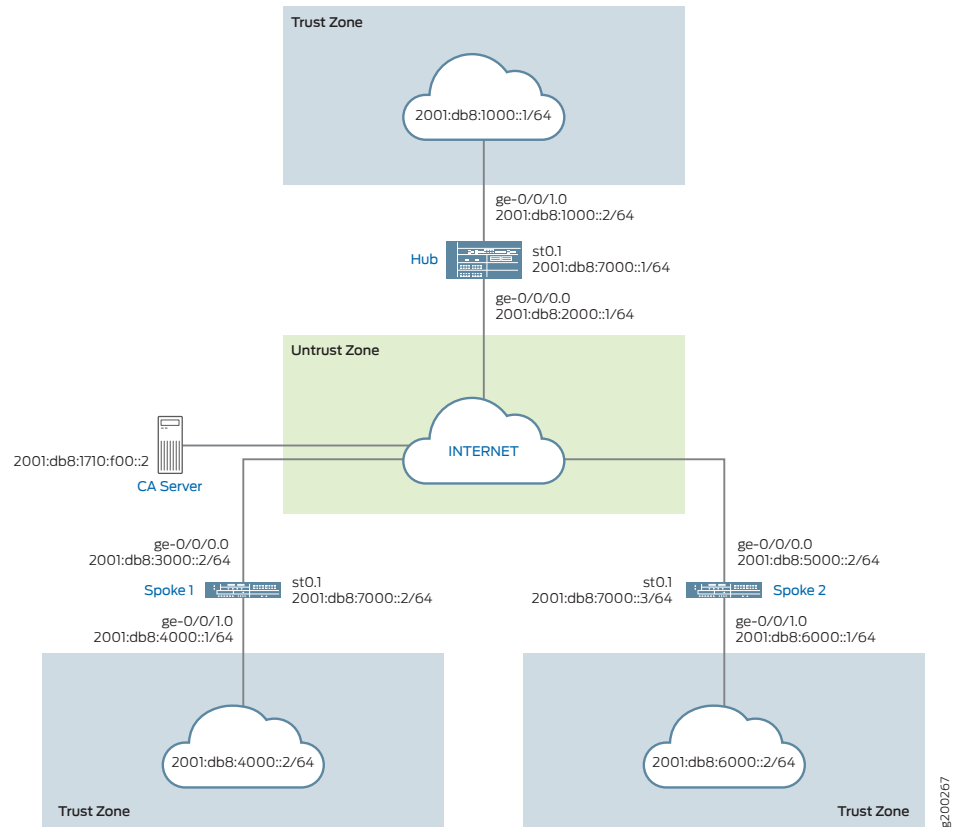 Trust Zone
2001:db8:1000::1/64
ge-0/0/1.0
2001:db8:1000::2/64
Hub
st0.1
2001:db8:7000::1/64
ge-0/0/0.0
2001:db8:2000::1/64
Untrust Zone
INTERNET
2001:db8:1710:f00::2
CA Server
ge-0/0/0.0
2001:db8:3000::2/64
Spoke 1
st0.1
2001:db8:7000::2/64
ge-0/0/1.0
2001:db8:4000::1/64
ge-0/0/0.0
2001:db8:5000::2/64
st0.1
2001:db8:7000::3/64
Spoke 2
ge-0/0/1.0
2001:db8:6000::1/64
2001:db8:4000::2/64
Trust Zone
2001:db8:6000::2/64
Trust Zone
g200267